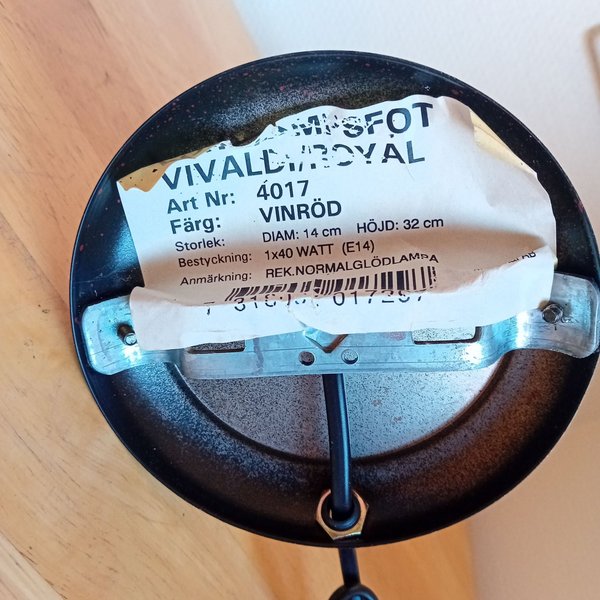 VIVALDI/ROYAL
Art Nr: 4017
Färg: VINRÖD
Storlek: DIAM: 14 cm HÖJD: 32 cm
Bestyckning: 1x40 WATT (E14)
Anmärkning: REK.NORMALGLÖDLAMPA